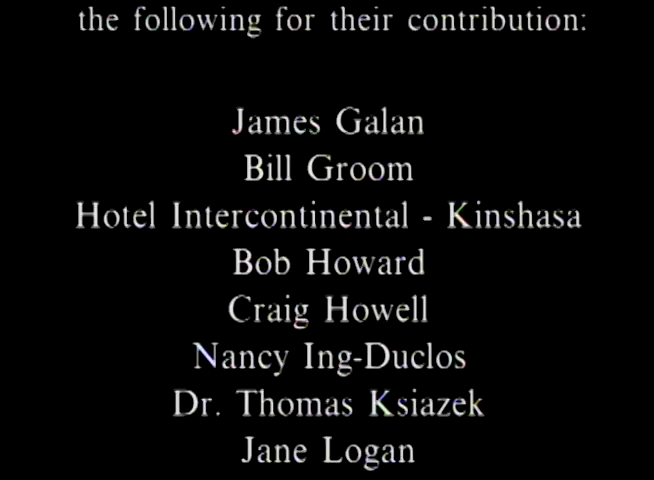 the following for their contribution:
James Galan
Bill Groom
Hotel Intercontinental - Kinshasa
Bob Howard
Craig Howell
Nancy Ing-Duclos
Dr. Thomas Ksiazek
Jane Logan